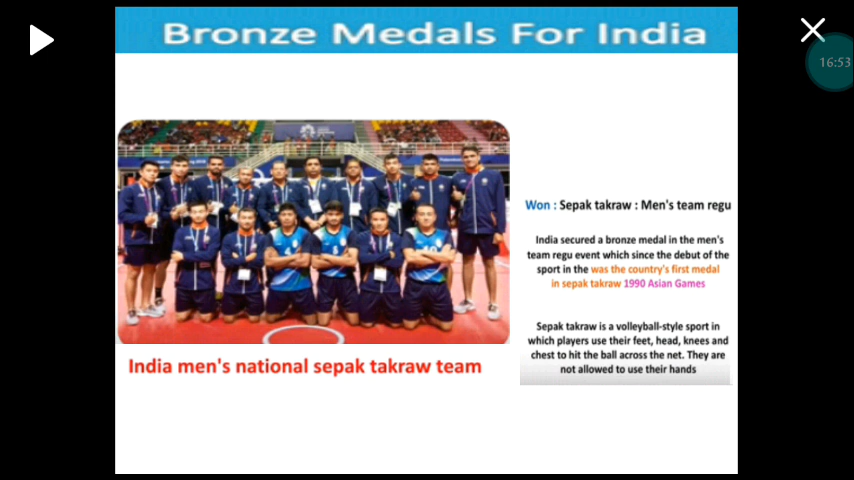 Bronze Medals For India
16:53
Won : Sepak takraw : Men's team regu
India secured a bronze medal in the men's
team regu event which since the debut of the
sport in the was the country's first medal
in sepak takraw 1990 Asian Games
Sepak takraw is a volleyball-style sport in
which players use their feet, head, knees and
chest to hit the ball across the net. They are
not allowed to use their hands
India men's national sepak takraw team